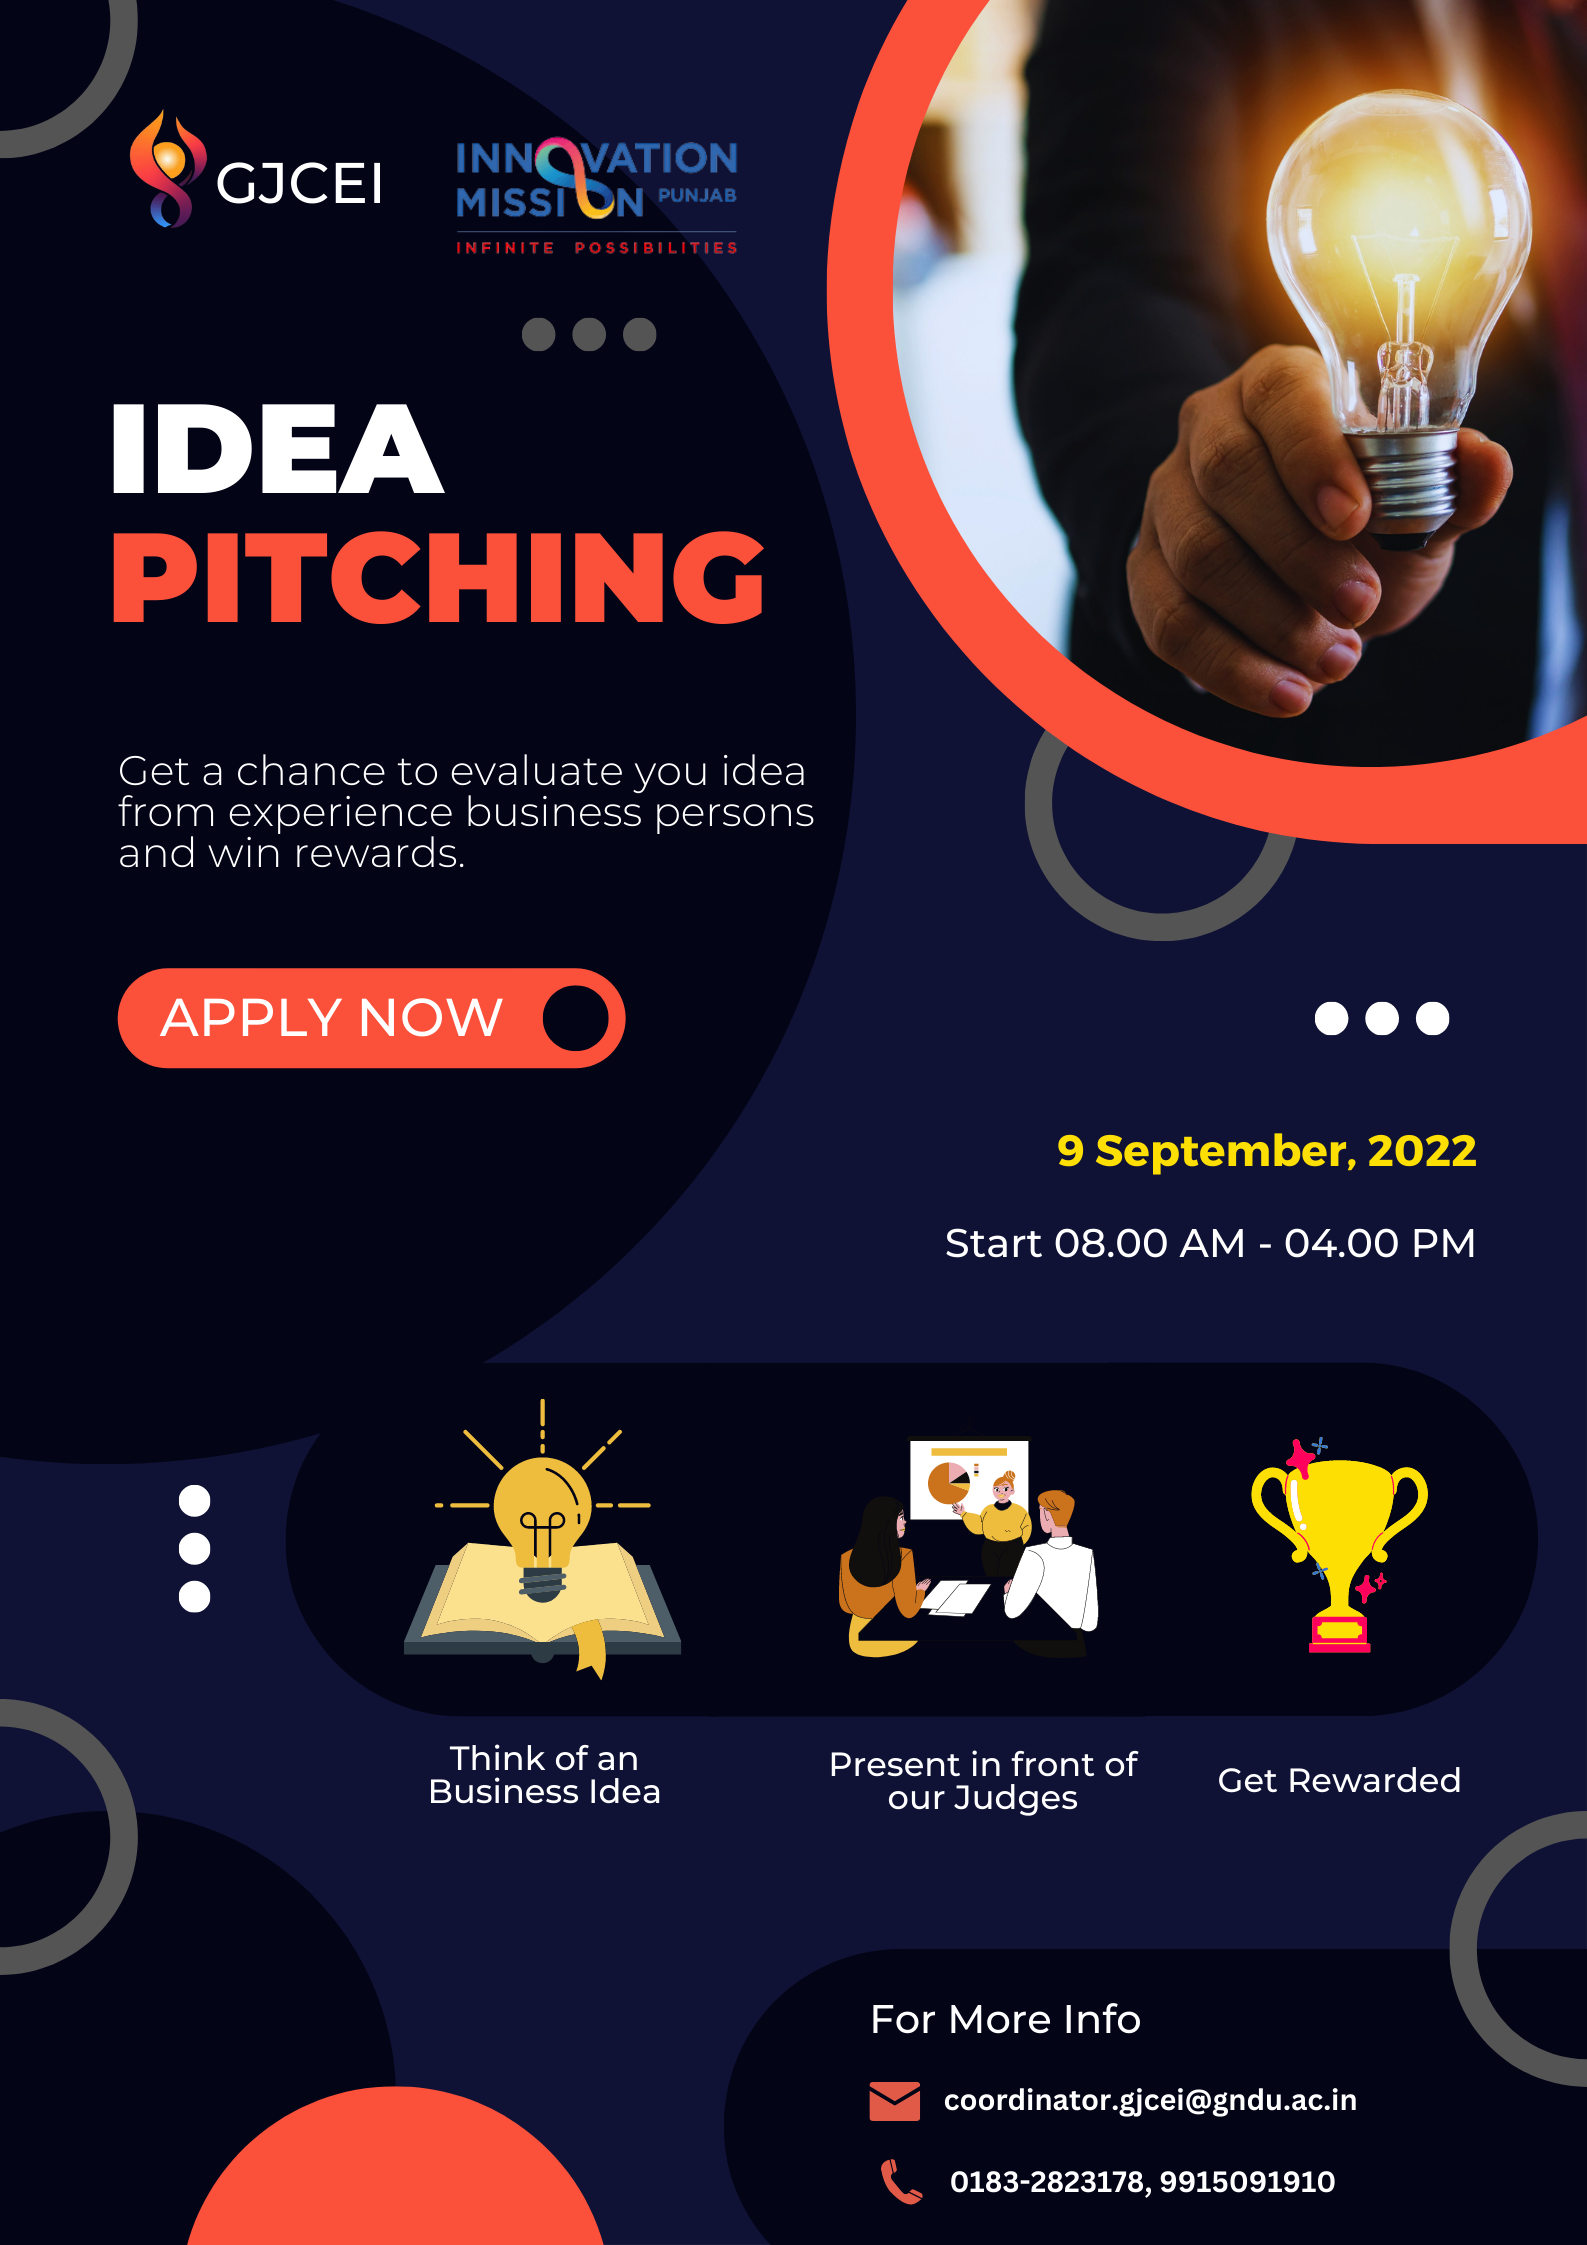 GJCEI
INNOVATION
MISSION PUNJAB
INFINITE POSSIBILITIES
IDEA
PITCHING
Get a chance to evaluate you idea
from experience business persons
and win rewards.
APPLY NOW
9 September, 2022
Start 08.00 AM - 04.00 PM
Think of an
Business Idea
Present in front of
our Judges
Get Rewarded
For More Info
coordinator.gjcei@gndu.ac.in
0183-2823178, 9915091910